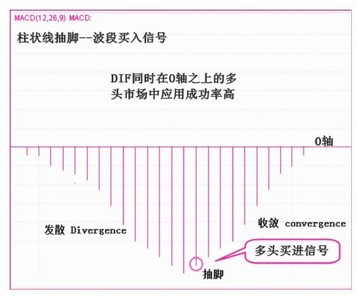 MACD(12,26,9) MACD:
柱状线抽脚--波段买入信号
DIF同时在0轴之上的多
头市场中应用成功率高
0轴
发散 Divergence
收敛 convergence
多头买进信号
抽脚